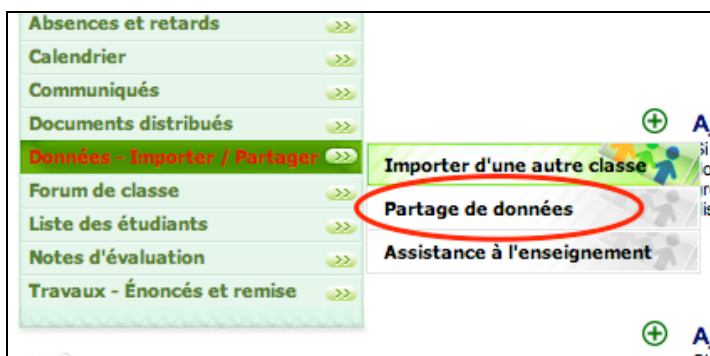 Absences et retards
Calendrier
Communiqués
Documents distribués
Données - Importer / Partager
Forum de classe
Liste des étudiants
Notes d'évaluation
Travaux - Énoncés et remise
Importer d'une autre classe
Partage de données
Assistance à l'enseignement